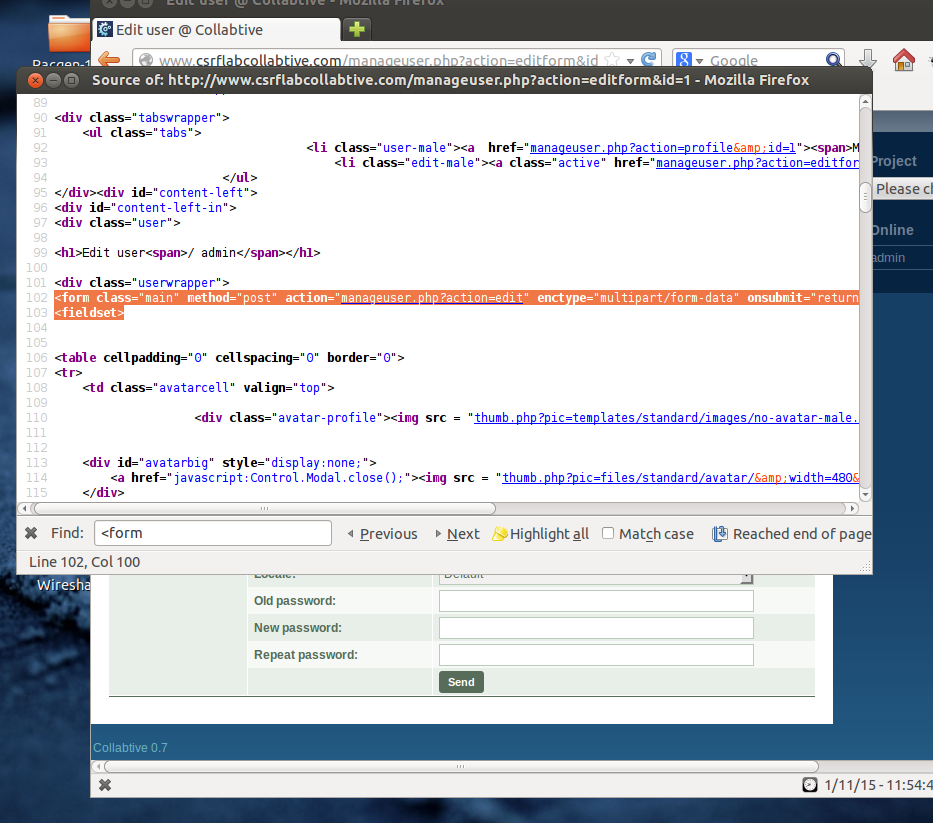 Edit user @ Collabtive - Mozilla Firefox
Edit user @ Collabtive
www.csrflabcollabtive.com/manageuser.php?action=editform&id
Google
Source of: http://www.csrflabcollabtive.com/manageuser.php?action=editform&id=1 - Mozilla Firefox
89
90 <div class="tabswrapper">
91 <ul class="tabs">
92 <li class="user-male"><a  href="manageuser.php?action=profile&amp;id=1"><span>M
93 <li class="edit-male"><a class="active" href="manageuser.php?action=editfor
94 </ul>
95 </div><div id="content-left">
96 <div id="content-left-in">
97 <div class="user">
98
99 <h1>Edit user<span>/ admin</span></h1>
100
101 <div class="userwrapper">
102 <form class="main" method="post" action="manageuser.php?action=edit" enctype="multipart/form-data" onsubmit="return
103 <fieldset>
104
105
106 <table cellpadding="0" cellspacing="0" border="0">
107 <tr>
108 <td class="avatarcell" valign="top">
109
110 <div class="avatar-profile"><img src = "thumb.php?pic=templates/standard/images/no-avatar-male.
111
112
113 <div id="avatarbig" style="display:none;">
114 <a href="javascript:Control.Modal.close();"><img src = "thumb.php?pic=files/standard/avatar/&amp;width=480&
115 </div>
Find: <form Previous Next Highlight all Match case Reached end of page
Line 102, Col 100
Project
Please ch
Online
admin
Wiresha
Locale: Default
Old password:
New password:
Repeat password:
Send
Collabtive 0.7
1/11/15 - 11:54:4